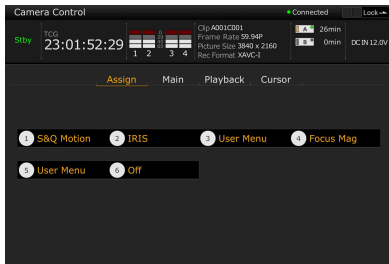 Camera Control
Connected
Lock
Stby
TCG
23:01:52:29
1 2 3 4
Clip A001C001
Frame Rate 59.94P
Picture Size 3840 x 2160
Rec Format XAVC-I
A 26min
B 0min
DC IN 12.0V
Assign Main Playback Cursor
1 S&Q Motion 2 IRIS 3 User Menu 4 Focus Mag
5 User Menu 6 Off